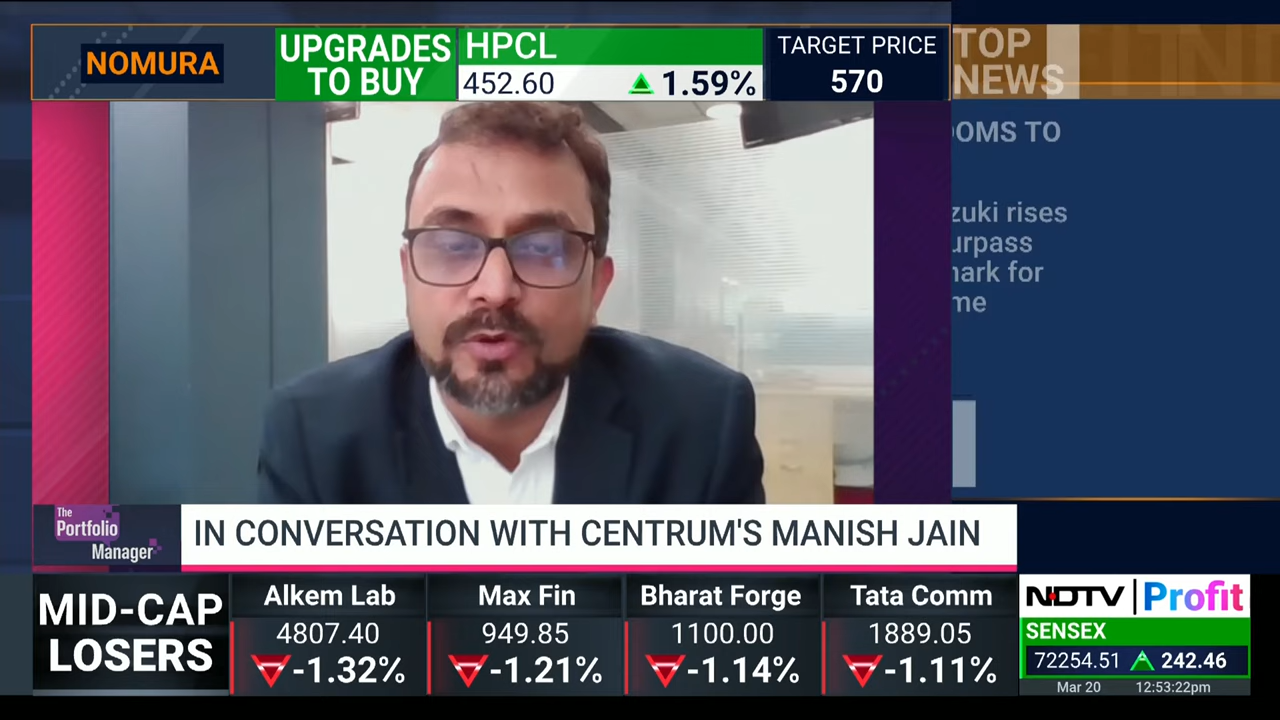 NOMURA
UPGRADES
TO BUY
HPCL
452.60
1.59%
TARGET PRICE
570
TOP
NEWS
OMS TO
zuki rises
urpass
ark for
me
The
Portfolio
Manager
IN CONVERSATION WITH CENTRUM'S MANISH JAIN
MID-CAP
LOSERS
Alkem Lab
4807.40
-1.32%
Max Fin
949.85
-1.21%
Bharat Forge
1100.00
-1.14%
Tata Comm
1889.05
-1.11%
NDTV Profit
SENSEX
72254.51 242.46
Mar 20 12:53:22pm